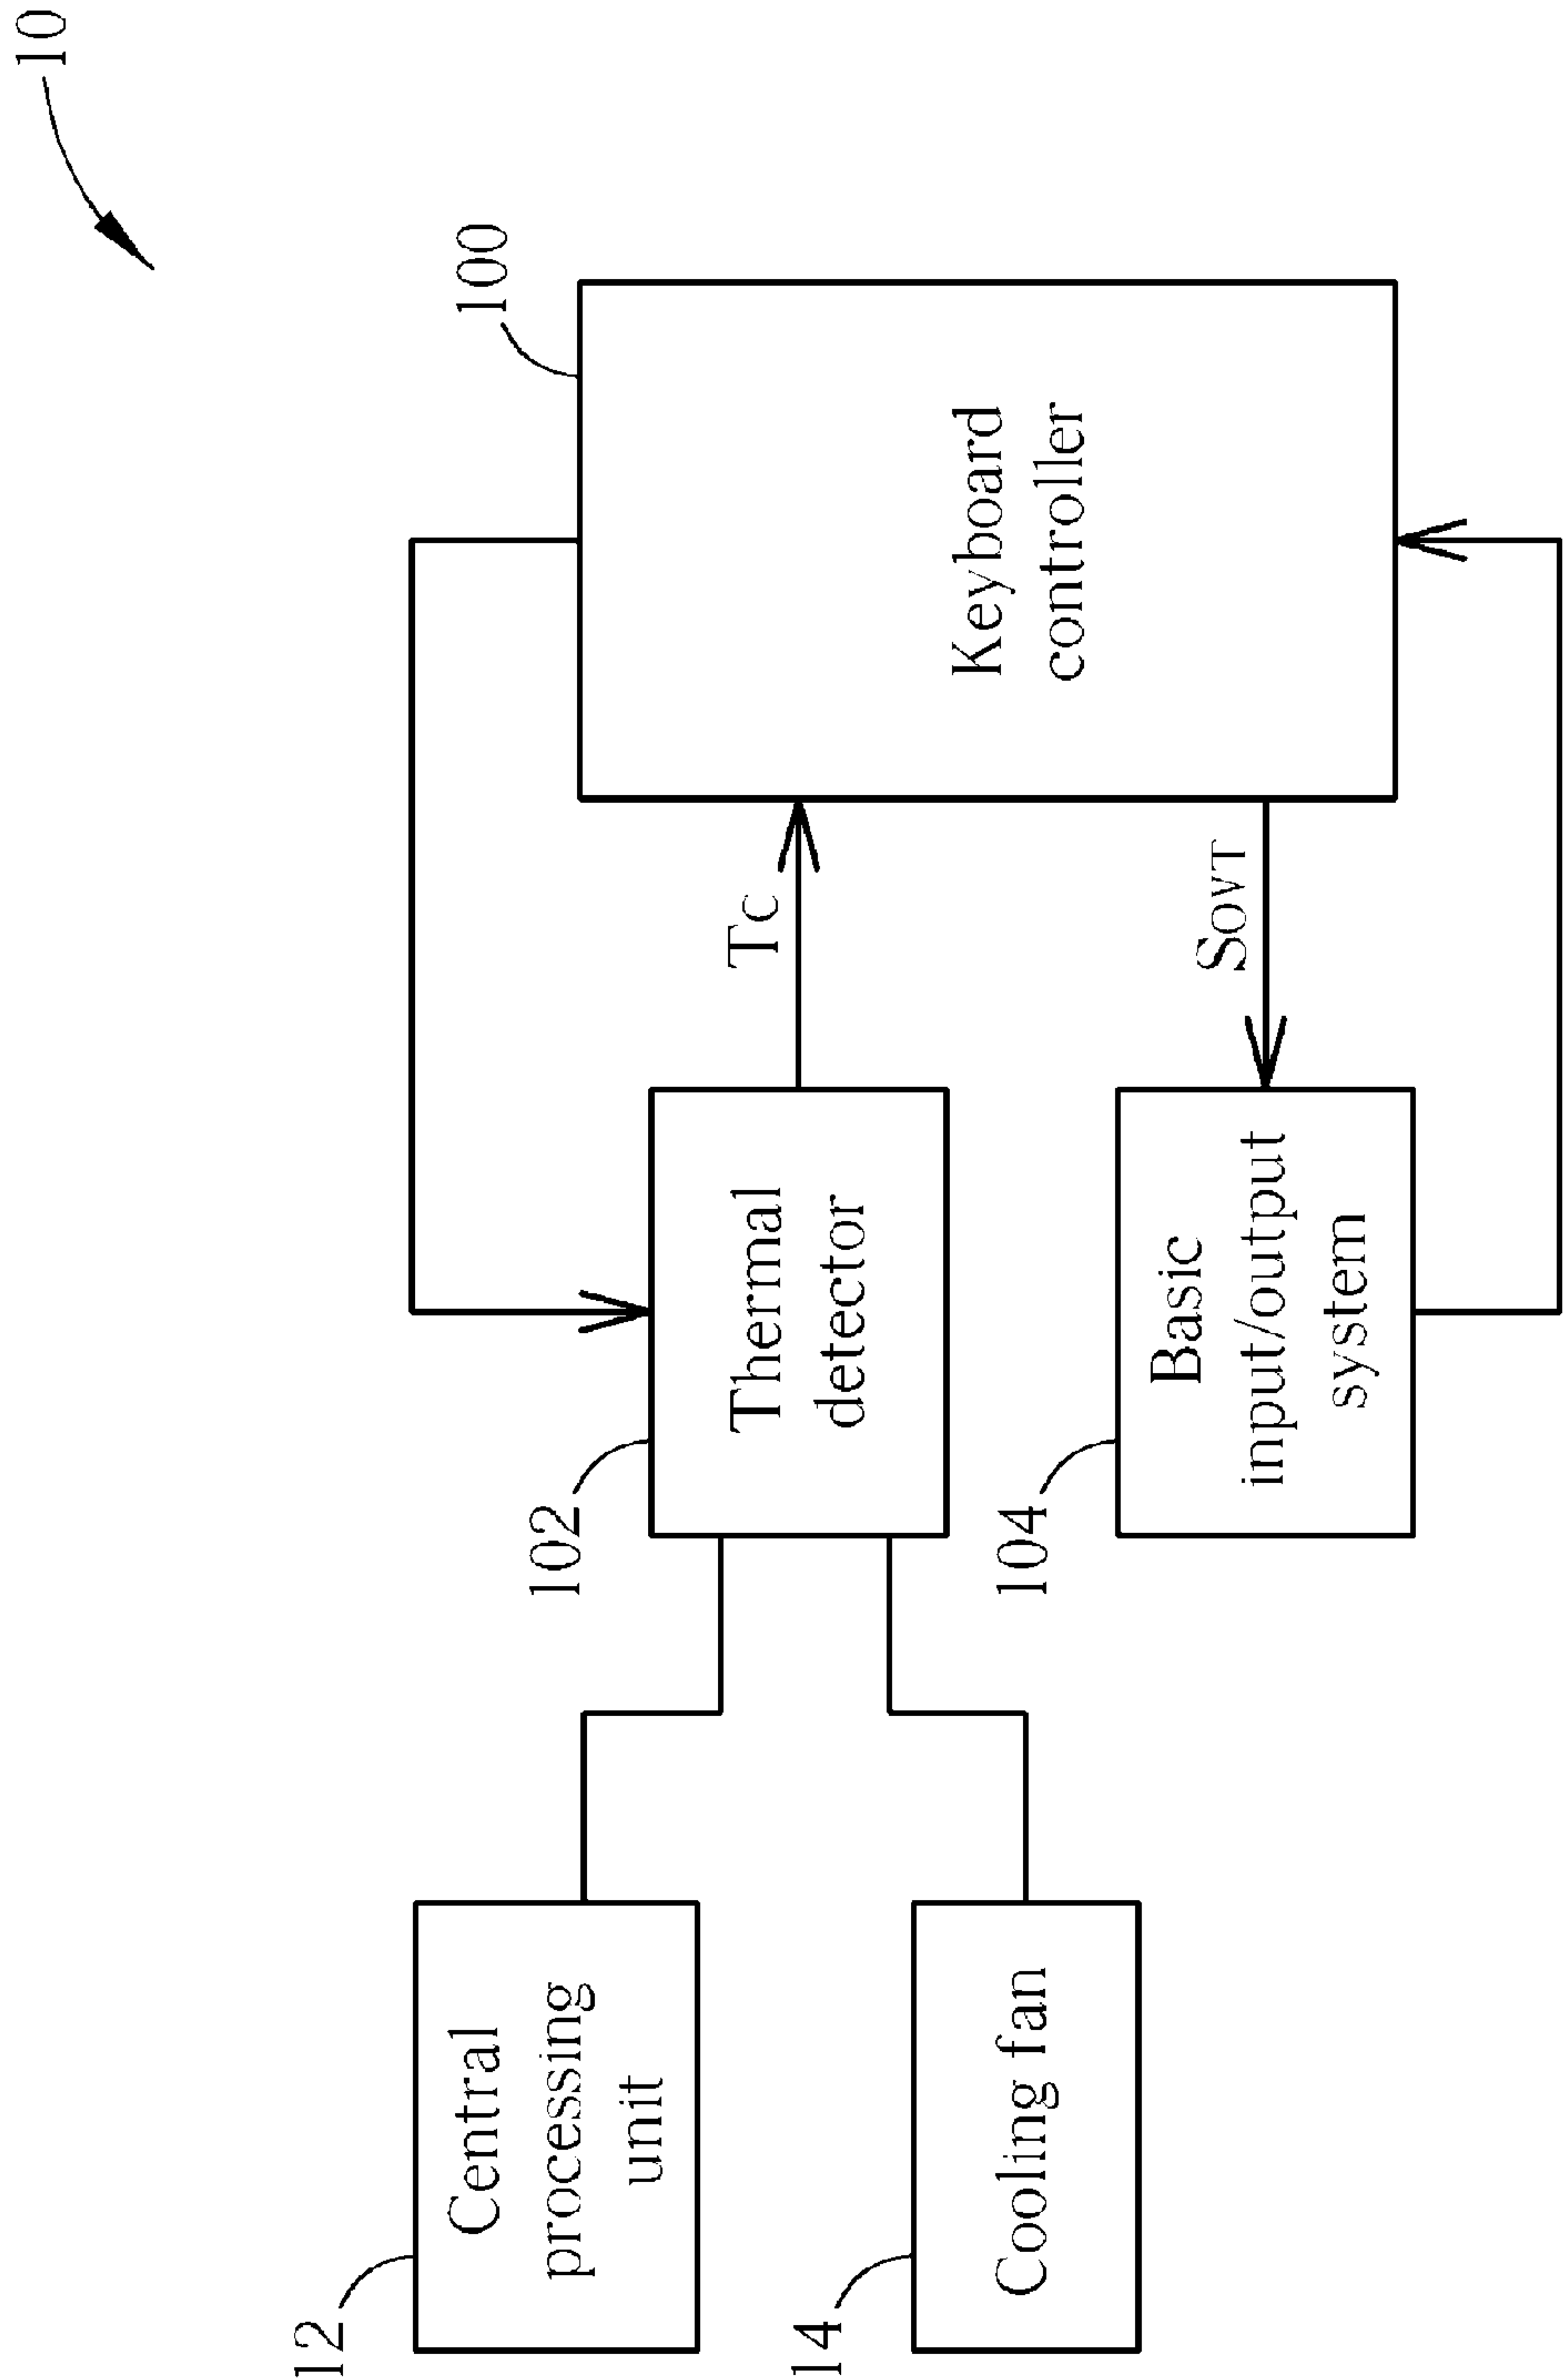 10
100
Keyboard
controller
TC
SOVT
102
Thermal
detector
104
Basic
input/output
system
12
Central
processing
unit
14
Cooling fan